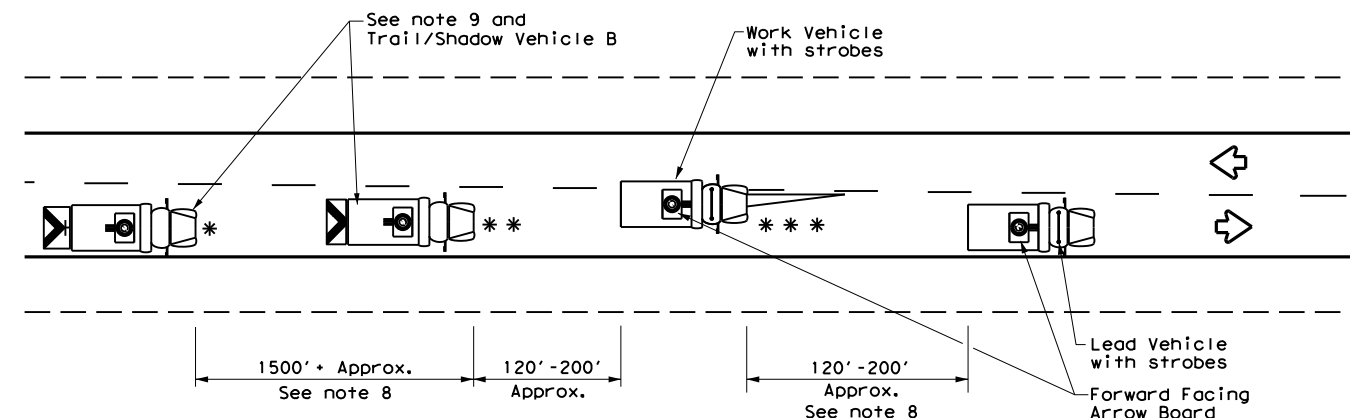 See note 9 and
Trail/Shadow Vehicle B
Work Vehicle
with strobes
*
* *
* * *
1500'+ Approx.
See note 8
120'-200'
Approx.
120'-200'
Approx.
See note 8
Lead Vehicle
with strobes
Forward Facing
Arrow Board